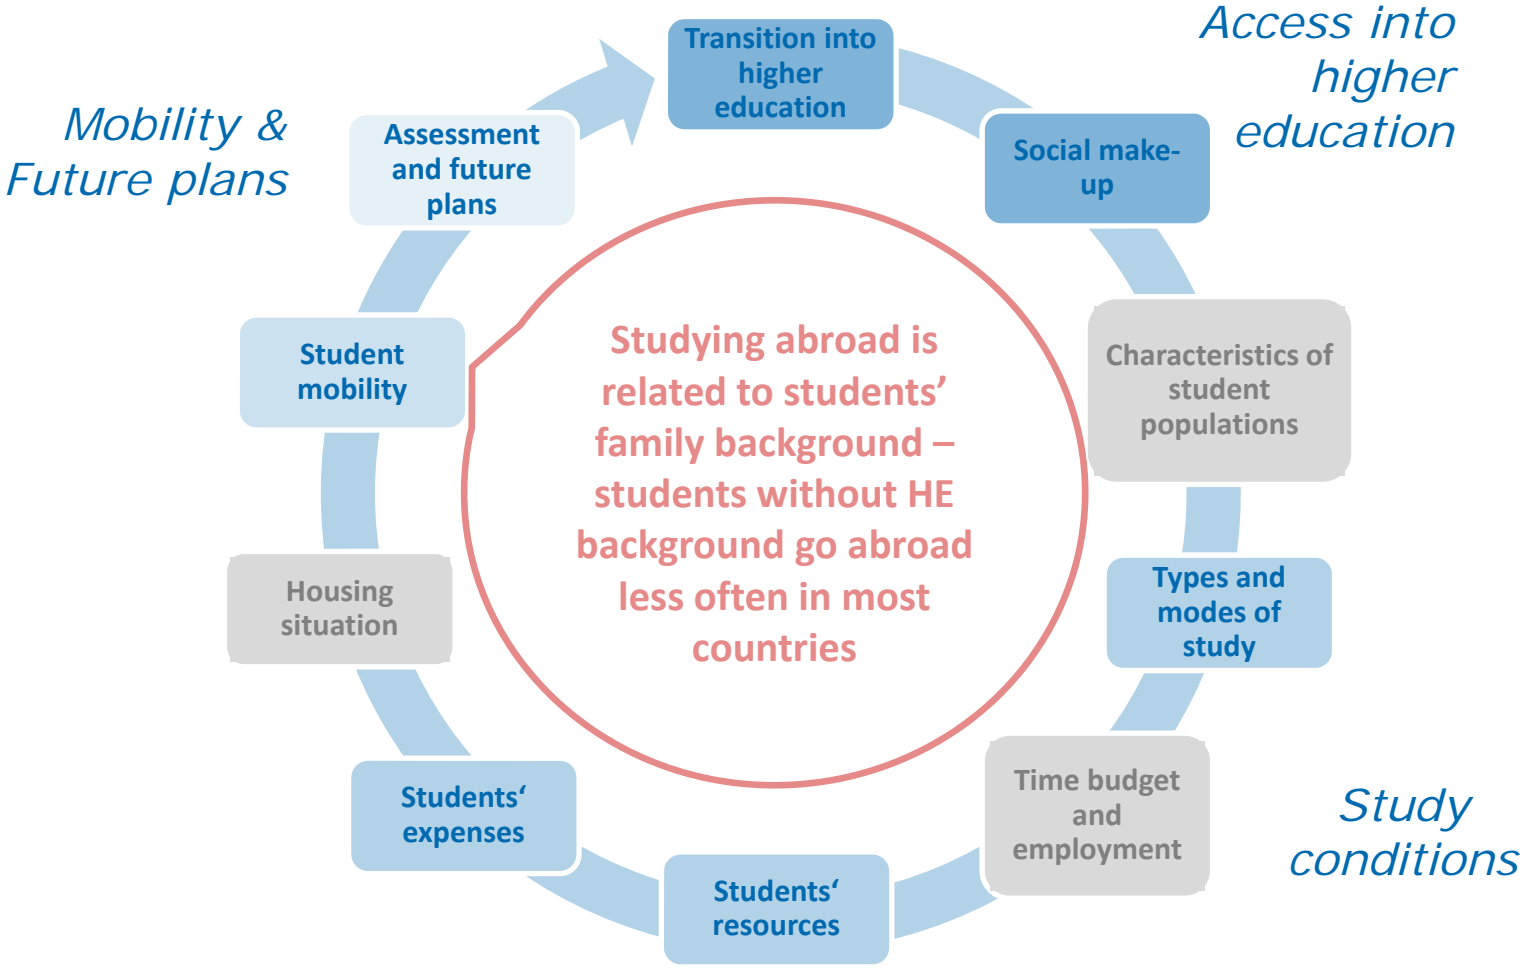 Access into
higher
education
Transition into
higher
education
Social make-
up
Characteristics of
student
populations
Types and
modes of
study
Time budget
and
employment
Study
conditions
Students‘
resources
Students‘
expenses
Housing
situation
Student
mobility
Assessment
and future
plans
Mobility &
Future plans
Studying abroad is
related to students’
family background –
students without HE
background go abroad
less often in most
countries